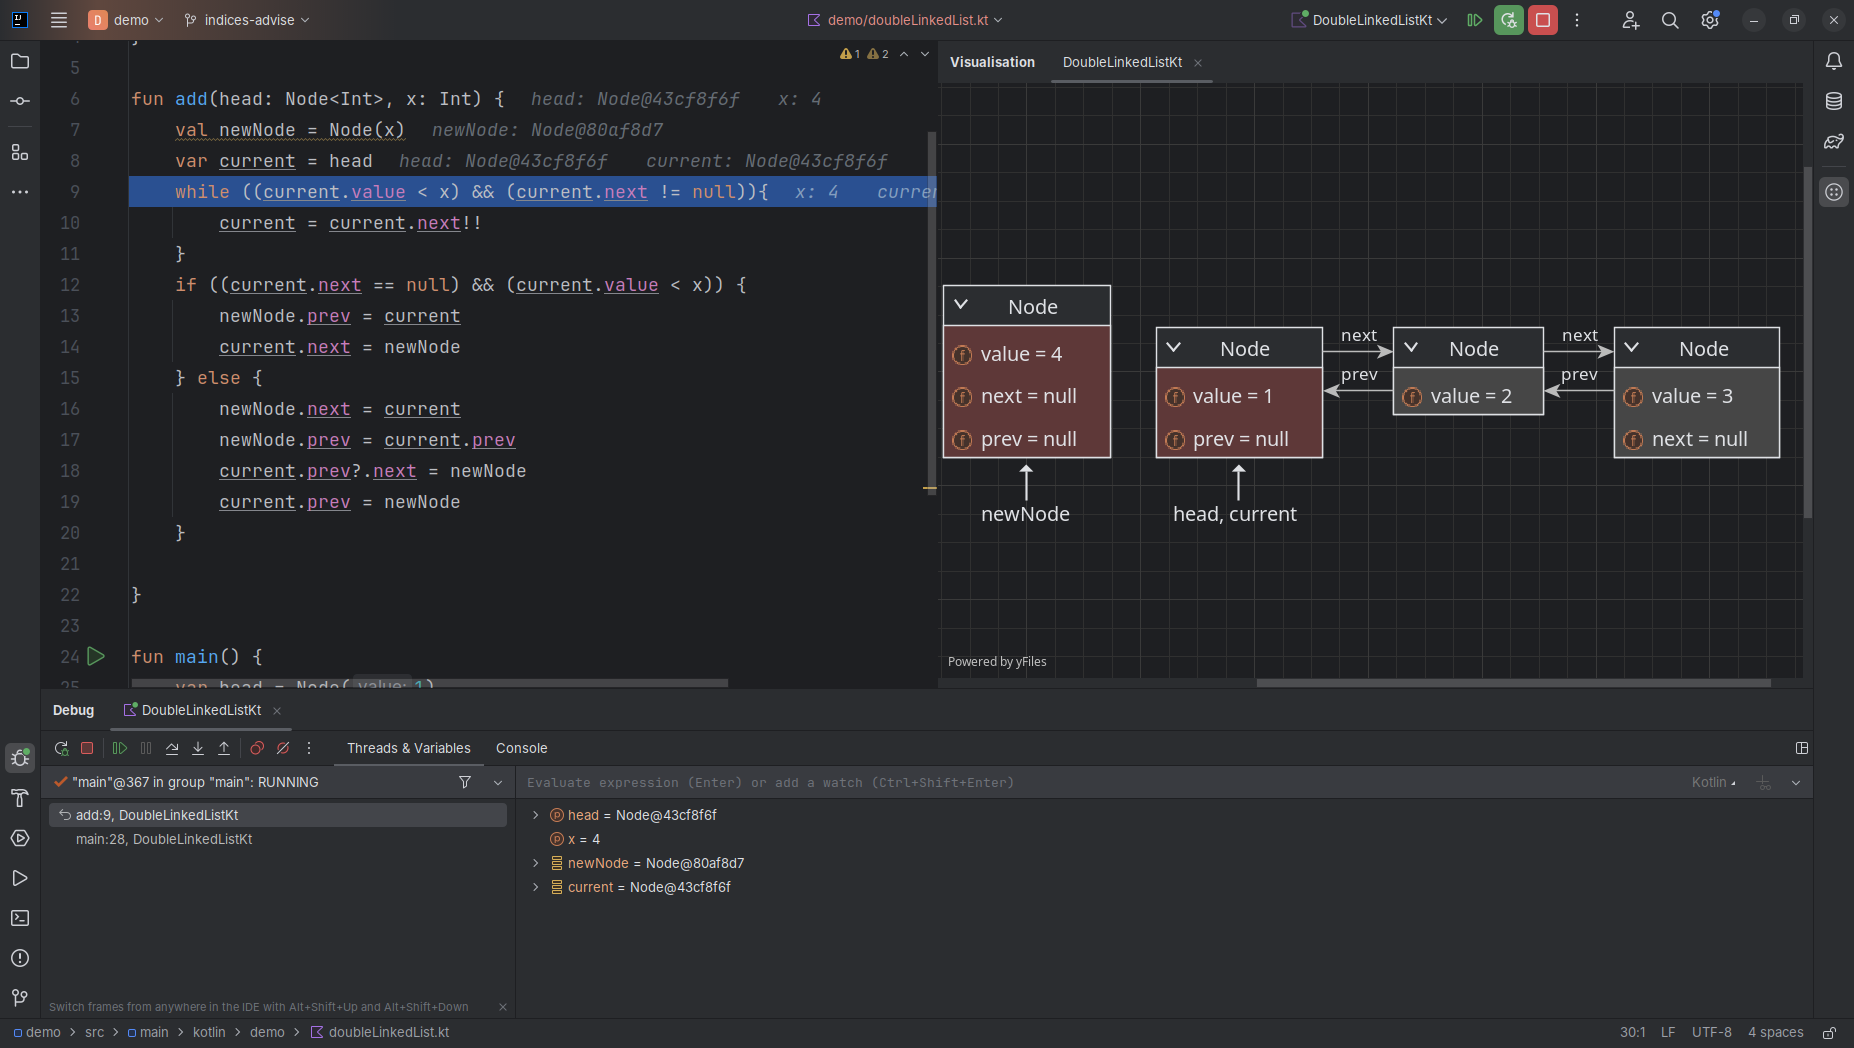 D demo indices-advise demo/doubleLinkedList.kt DoubleLinkedListKt
1 2
5
6 fun add(head: Node<Int>, x: Int) { head: Node@43cf8f6f x: 4
7 val newNode = Node(x) newNode: Node@80af8d7
8 var current = head head: Node@43cf8f6f current: Node@43cf8f6f
9 while ((current.value < x) && (current.next != null)){ x: 4 curre
10 current = current.next!!
11 }
12 if ((current.next == null) && (current.value < x)) {
13 newNode.prev = current
14 current.next = newNode
15 } else {
16 newNode.next = current
17 newNode.prev = current.prev
18 current.prev?.next = newNode
19 current.prev = newNode
20 }
21
22 }
23
24 fun main() {
25 var head = Node( value: 1)
Visualisation DoubleLinkedListKt
Node
value = 4
next = null
prev = null
newNode
Node
value = 1
prev = null
head, current
next
prev
Node
value = 2
next
prev
Node
value = 3
next = null
Powered by yFiles
Debug DoubleLinkedListKt
Threads & Variables Console
"main"@367 in group "main": RUNNING
Evaluate expression (Enter) or add a watch (Ctrl+Shift+Enter) Kotlin
add:9, DoubleLinkedListKt
main:28, DoubleLinkedListKt
head = Node@43cf8f6f
x = 4
newNode = Node@80af8d7
current = Node@43cf8f6f
Switch frames from anywhere in the IDE with Alt+Shift+Up and Alt+Shift+Down
demo > src > main > kotlin > demo > doubleLinkedList.kt 30:1 LF UTF-8 4 spaces